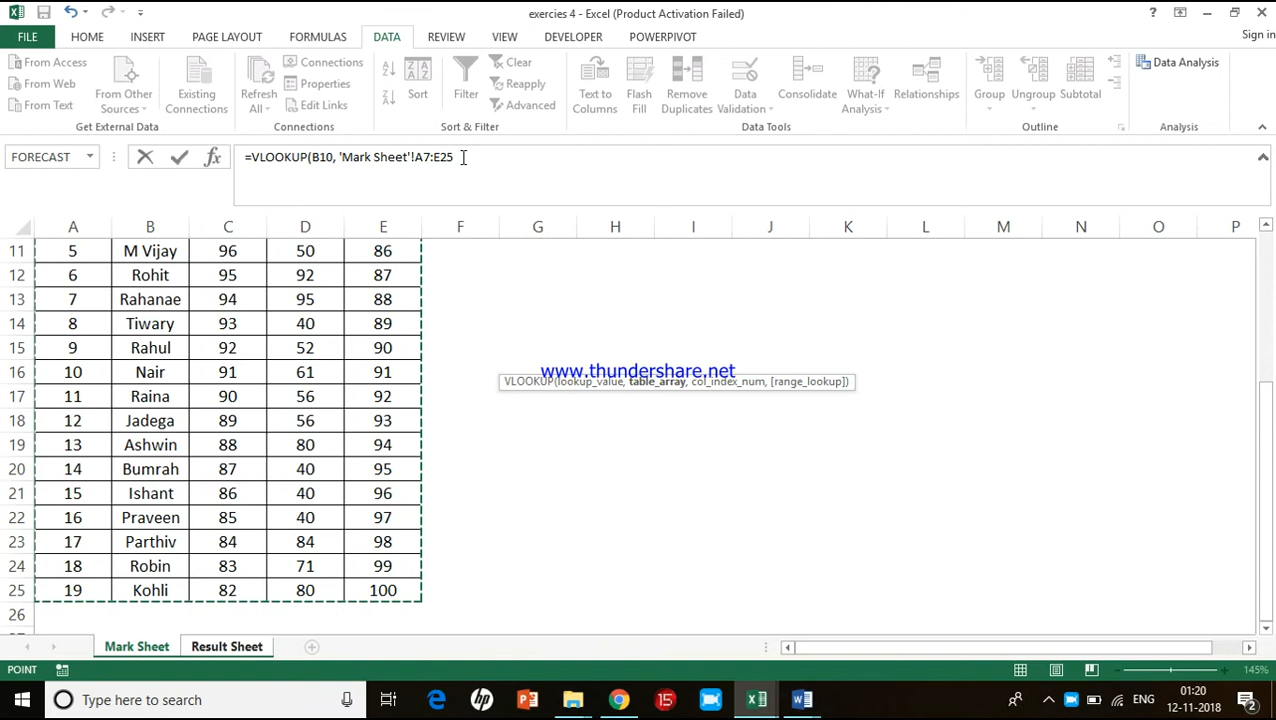 exercies 4 - Excel (Product Activation Failed)
?
Sign in
FILE HOME INSERT PAGE LAYOUT FORMULAS DATA REVIEW VIEW DEVELOPER POWERPIVOT
From Access
From Web
From Text
From Other Sources
Existing Connections
Get External Data
Refresh All
Connections
Properties
Edit Links
Connections
Sort
Filter
Clear
Reapply
Advanced
Sort & Filter
Text to Columns
Flash Fill
Remove Duplicates
Data Validation
Consolidate
What-If Analysis
Relationships
Data Tools
Group
Ungroup
Subtotal
Outline
Data Analysis
Analysis
FORECAST
fx
=VLOOKUP(B10, 'Mark Sheet'!A7:E25
A B C D E F G H I J K L M N O P
11 5 M Vijay 96 50 86
12 6 Rohit 95 92 87
13 7 Rahanae 94 95 88
14 8 Tiwary 93 40 89
15 9 Rahul 92 52 90
16 10 Nair 91 61 91
www.thundershare.net
VLOOKUP(lookup_value, table_array, col_index_num, [range_lookup])
17 11 Raina 90 56 92
18 12 Jadega 89 56 93
19 13 Ashwin 88 80 94
20 14 Bumrah 87 40 95
21 15 Ishant 86 40 96
22 16 Praveen 85 40 97
23 17 Parthiv 84 84 98
24 18 Robin 83 71 99
25 19 Kohli 82 80 100
26
Mark Sheet Result Sheet
POINT
145%
Type here to search
15
ENG
01:20
12-11-2018
2